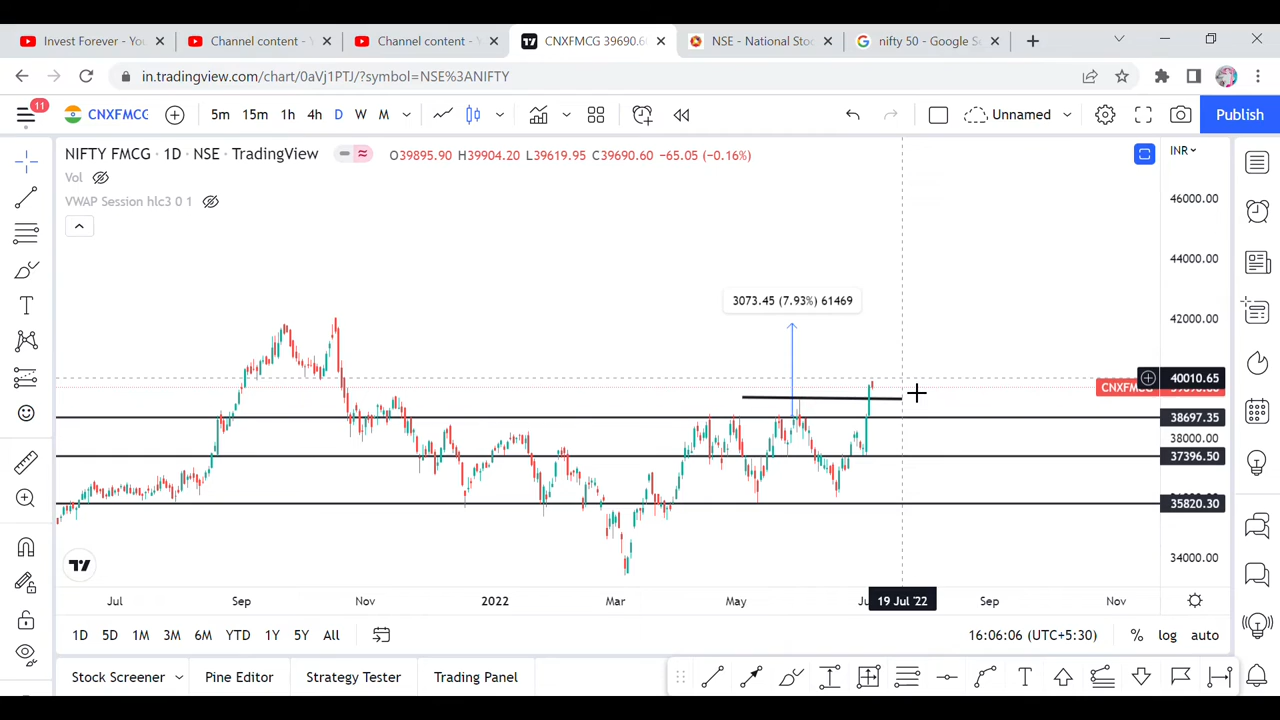 Invest Forever - You
Channel content - Y
Channel content - Y
CNXFMCG 39690.6
NSE - National Stoc
nifty 50 - Google Se
in.tradingview.com/chart/0aVj1PTJ/?symbol=NSE%3ANIFTY
11
CNXFMCG
5m 15m 1h 4h D W M
Unnamed
Publish
NIFTY FMCG · 1D · NSE · TradingView
O39895.90 H39904.20 L39619.95 C39690.60 −65.05 (−0.16%)
INR
Vol
VWAP Session hlc3 0 1
46000.00
44000.00
3073.45 (7.93%) 61469
42000.00
40010.65
CNXFMCG
38697.35
38000.00
37396.50
35820.30
34000.00
Jul Sep Nov 2022 Mar May Ju 19 Jul '22 Sep Nov
1D 5D 1M 3M 6M YTD 1Y 5Y All
16:06:06 (UTC+5:30) % log auto
Stock Screener Pine Editor Strategy Tester Trading Panel